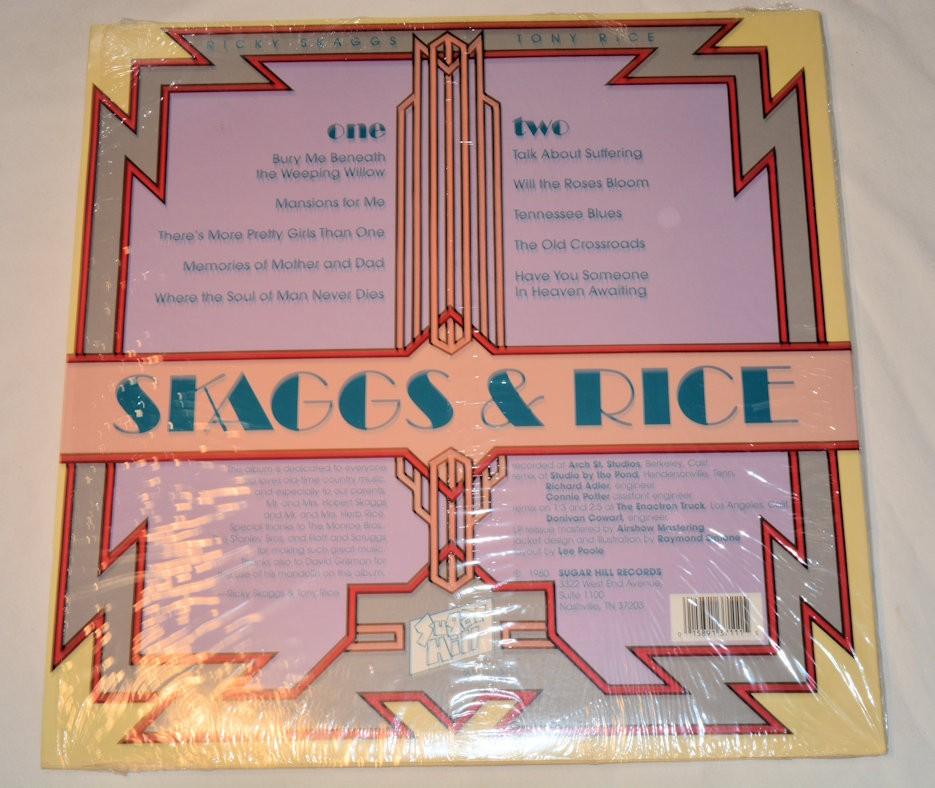 RICKY SKAGGS
TONY RICE
one
Bury Me Beneath
the Weeping Willow
Mansions for Me
There's More Pretty Girls Than One
Memories of Mother and Dad
Where the Soul of Man Never Dies
two
Talk About Suffering
Will the Roses Bloom
Tennessee Blues
The Old Crossroads
Have You Someone
In Heaven Awaiting
SKAGGS & RICE
This album is dedicated to everyone
loves old-time country music,
and especially to our parents,
Mr. and Mrs. Hobert Skaggs
and Mr. and Mrs. Herb Rice.
Special thanks to The Monroe Bros.,
Stanley Bros. and Flatt and Scruggs
for making such great music.
Thanks also to David Grisman for
the use of his mandolin on the album.
—Ricky Skaggs & Tony Rice
recorded at Arch St. Studios, Berkeley, Calif.
remix at Studio by the Pond, Hendersonville, Tenn.
Richard Adler, engineer
Connie Potter assistant engineer
remix on 1:3 and 2:5 at The Enactron Truck, Los Angeles, Calif.
Donivan Cowart, engineer
LP reissue mastered by Airshow Mastering
jacket design and illustration by Raymond Simone
layout by Lee Poole
© 1980 SUGAR HILL RECORDS
3322 West End Avenue,
Suite 1100
Nashville, TN 37203
Sugar
Hill
0 15891 37111